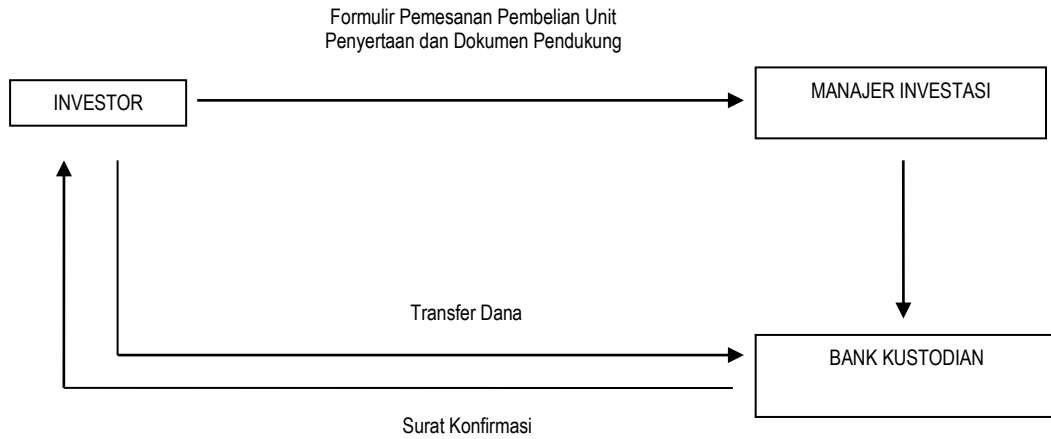 Formulir Pemesanan Pembelian Unit
Penyertaan dan Dokumen Pendukung
INVESTOR
MANAJER INVESTASI
Transfer Dana
BANK KUSTODIAN
Surat Konfirmasi